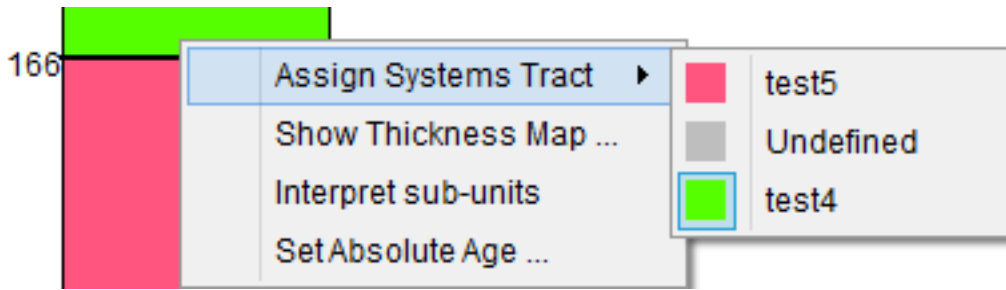 166
Assign Systems Tract
Show Thickness Map ...
Interpret sub-units
Set Absolute Age ...
test5
Undefined
test4